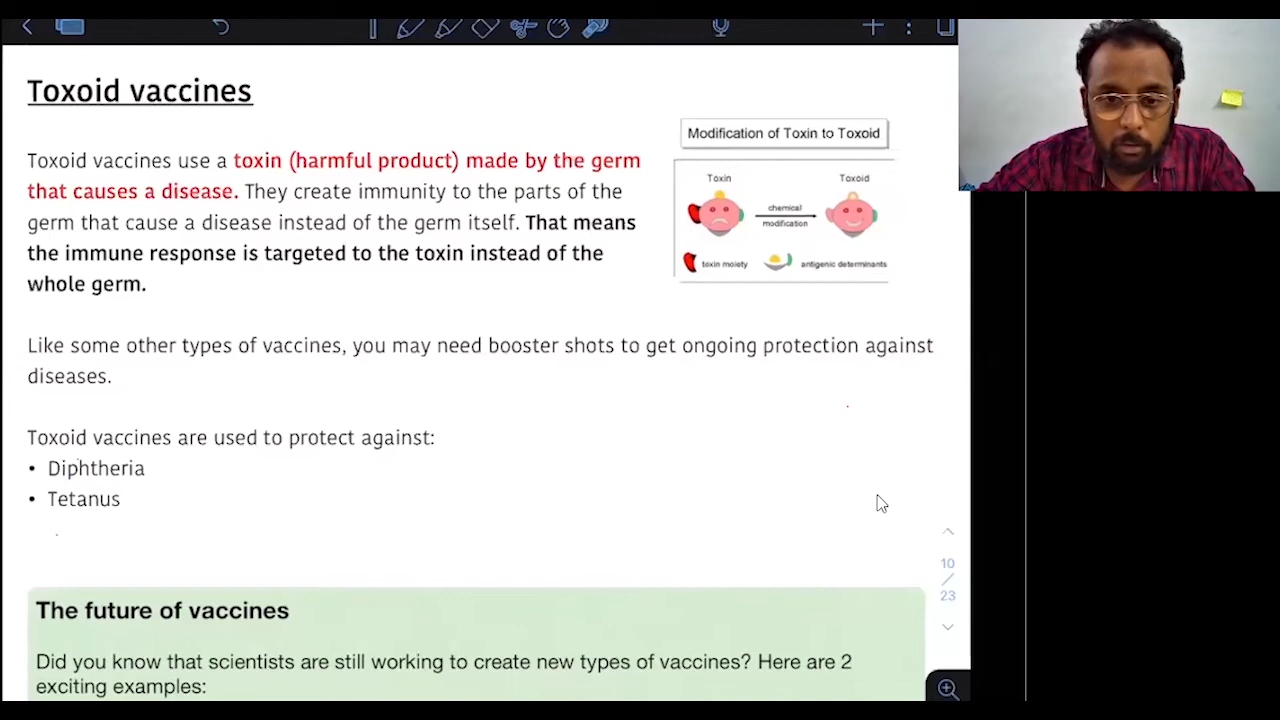 Toxoid vaccines
Modification of Toxin to Toxoid
Toxoid vaccines use a toxin (harmful product) made by the germ
that causes a disease. They create immunity to the parts of the
germ that cause a disease instead of the germ itself. That means
the immune response is targeted to the toxin instead of the
whole germ.
Toxin
Toxoid
chemical
modification
toxin moiety
antigenic determinants
Like some other types of vaccines, you may need booster shots to get ongoing protection against
diseases.
Toxoid vaccines are used to protect against:
• Diphtheria
• Tetanus
10
/
23
The future of vaccines
Did you know that scientists are still working to create new types of vaccines? Here are 2
exciting examples: